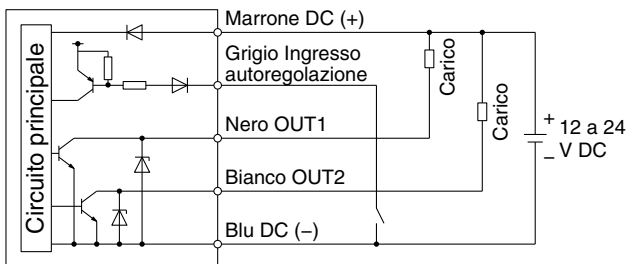 Marrone DC (+)
Grigio Ingresso
autoregolazione
Nero OUT1
Bianco OUT2
Blu DC (−)
Circuito principale
Carico
Carico
+ 12 a 24
− V DC